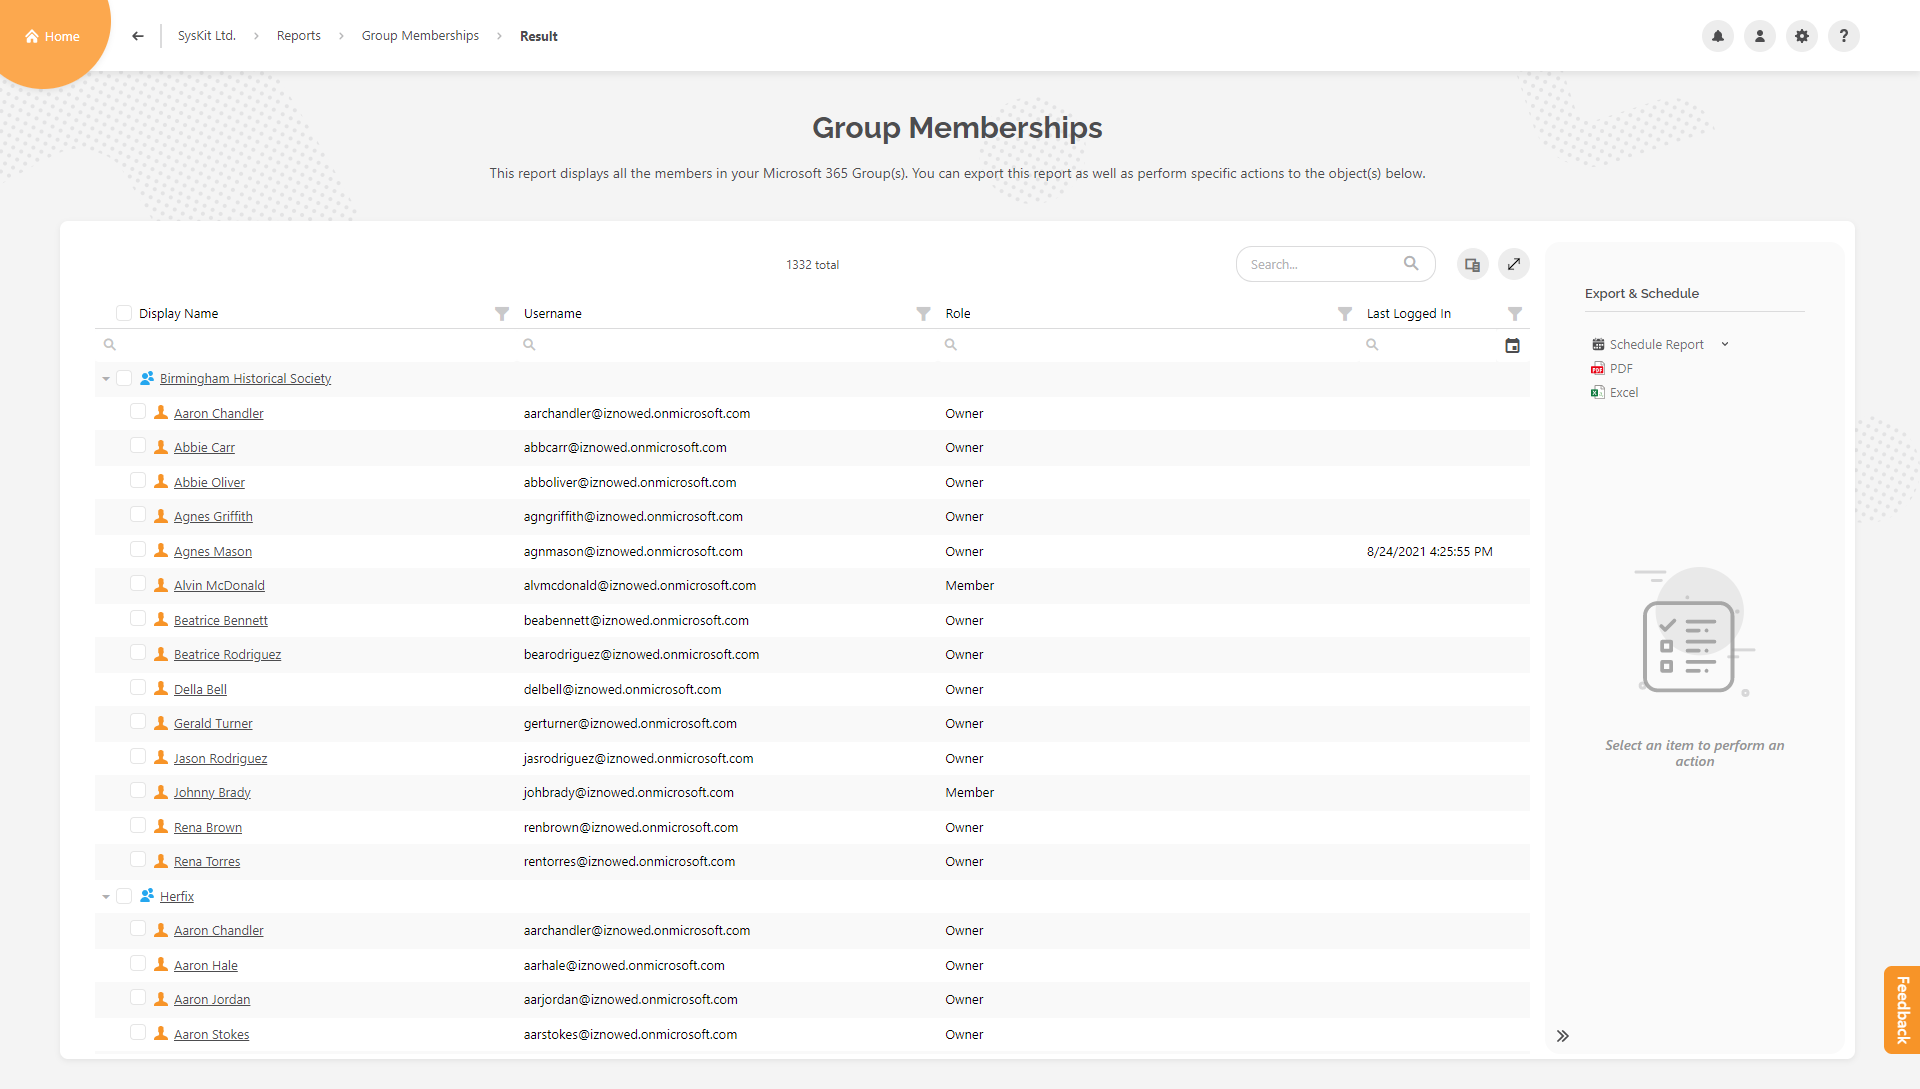 Home
SysKit Ltd. Reports Group Memberships Result
?
Group Memberships
This report displays all the members in your Microsoft 365 Group(s). You can export this report as well as perform specific actions to the object(s) below.
1332 total
Search...
Display Name Username Role Last Logged In
Birmingham Historical Society
Aaron Chandler aarchandler@iznowed.onmicrosoft.com Owner
Abbie Carr abbcarr@iznowed.onmicrosoft.com Owner
Abbie Oliver abboliver@iznowed.onmicrosoft.com Owner
Agnes Griffith agngriffith@iznowed.onmicrosoft.com Owner
Agnes Mason agnmason@iznowed.onmicrosoft.com Owner 8/24/2021 4:25:55 PM
Alvin McDonald alvmcdonald@iznowed.onmicrosoft.com Member
Beatrice Bennett beabennett@iznowed.onmicrosoft.com Owner
Beatrice Rodriguez bearodriguez@iznowed.onmicrosoft.com Owner
Della Bell delbell@iznowed.onmicrosoft.com Owner
Gerald Turner gerturner@iznowed.onmicrosoft.com Owner
Jason Rodriguez jasrodriguez@iznowed.onmicrosoft.com Owner
Johnny Brady johbrady@iznowed.onmicrosoft.com Member
Rena Brown renbrown@iznowed.onmicrosoft.com Owner
Rena Torres rentorres@iznowed.onmicrosoft.com Owner
Herfix
Aaron Chandler aarchandler@iznowed.onmicrosoft.com Owner
Aaron Hale aarhale@iznowed.onmicrosoft.com Owner
Aaron Jordan aarjordan@iznowed.onmicrosoft.com Owner
Aaron Stokes aarstokes@iznowed.onmicrosoft.com Owner
Export & Schedule
Schedule Report
PDF
Excel
Select an item to perform an
action
Feedback